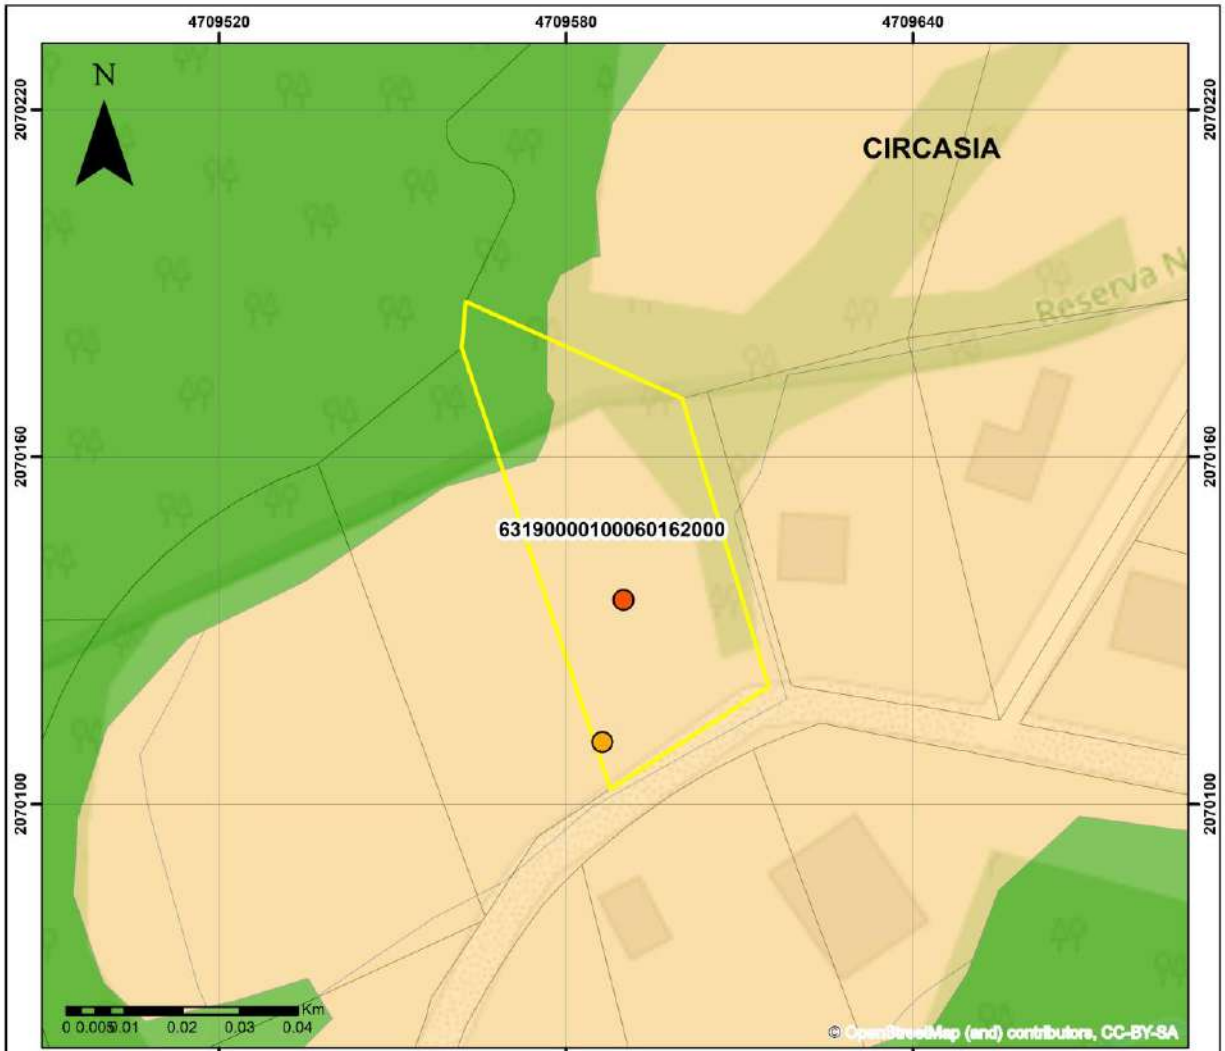 4709520 4709580 4709640
N
2070220 2070220
CIRCASIA
Reserva N
2070160 2070160
63190000100060162000
2070100 2070100
Km
0 0.005 0.01 0.02 0.03 0.04
© OpenStreetMap (and) contributors, CC-BY-SA